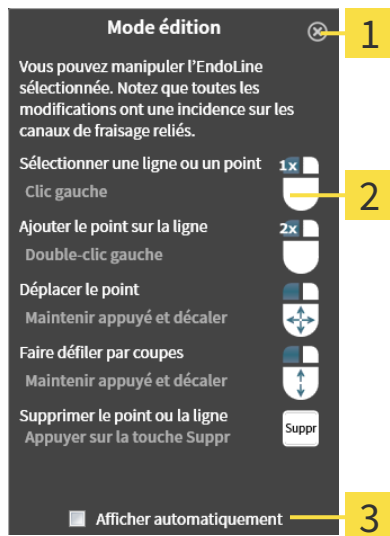 Mode édition
1
Vous pouvez manipuler l'EndoLine
sélectionnée. Notez que toutes les
modifications ont une incidence sur les
canaux de fraisage reliés.
Sélectionner une ligne ou un point
1x
Clic gauche
2
Ajouter le point sur la ligne
2x
Double-clic gauche
Déplacer le point
Maintenir appuyé et décaler
Faire défiler par coupes
Maintenir appuyé et décaler
Supprimer le point ou la ligne
Suppr
Appuyer sur la touche Suppr
Afficher automatiquement
3